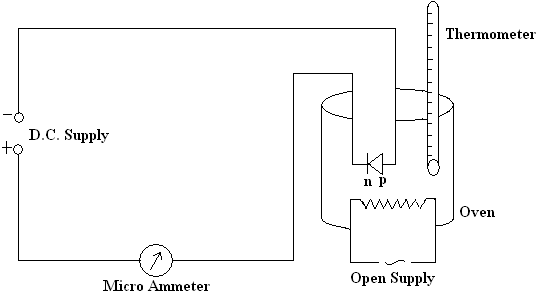 Thermometer
−
D.C. Supply
+
n p
Oven
Open Supply
Micro Ammeter